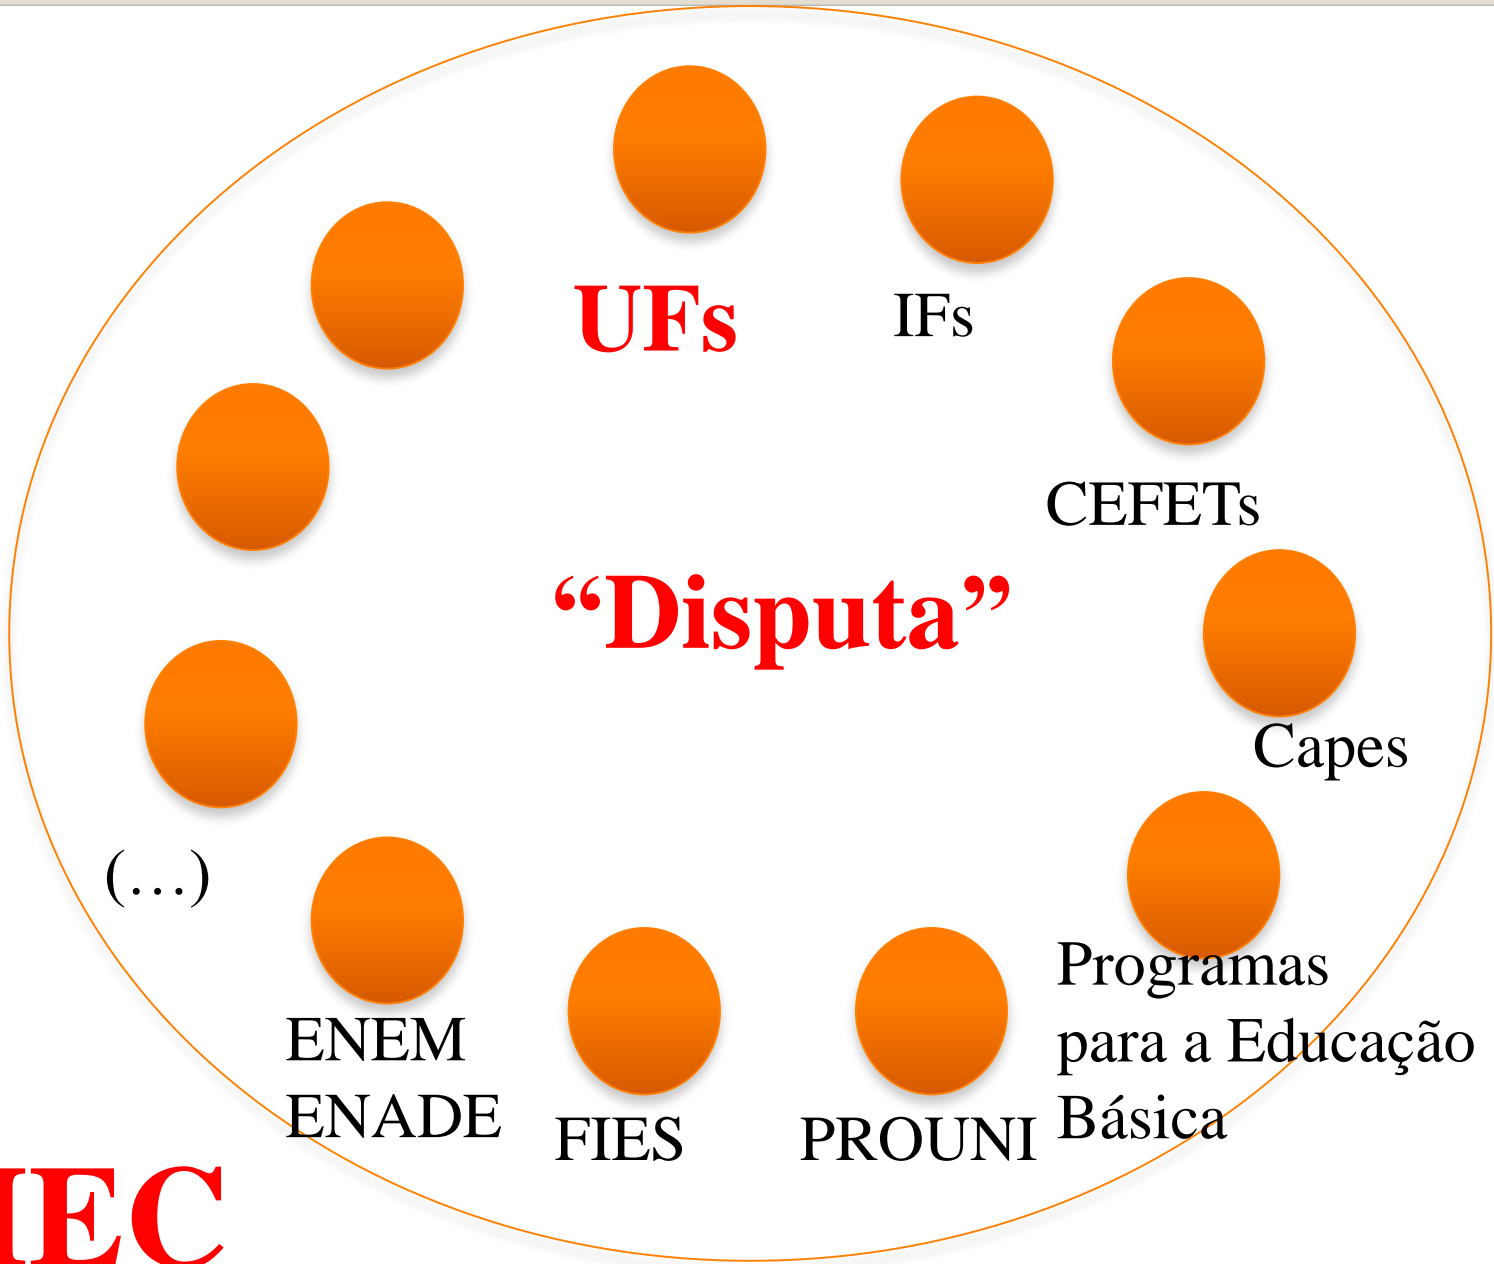 UFs
IFs
CEFETs
“Disputa”
Capes
(…)
Programas
para a Educação
Básica
ENEM
ENADE
FIES
PROUNI